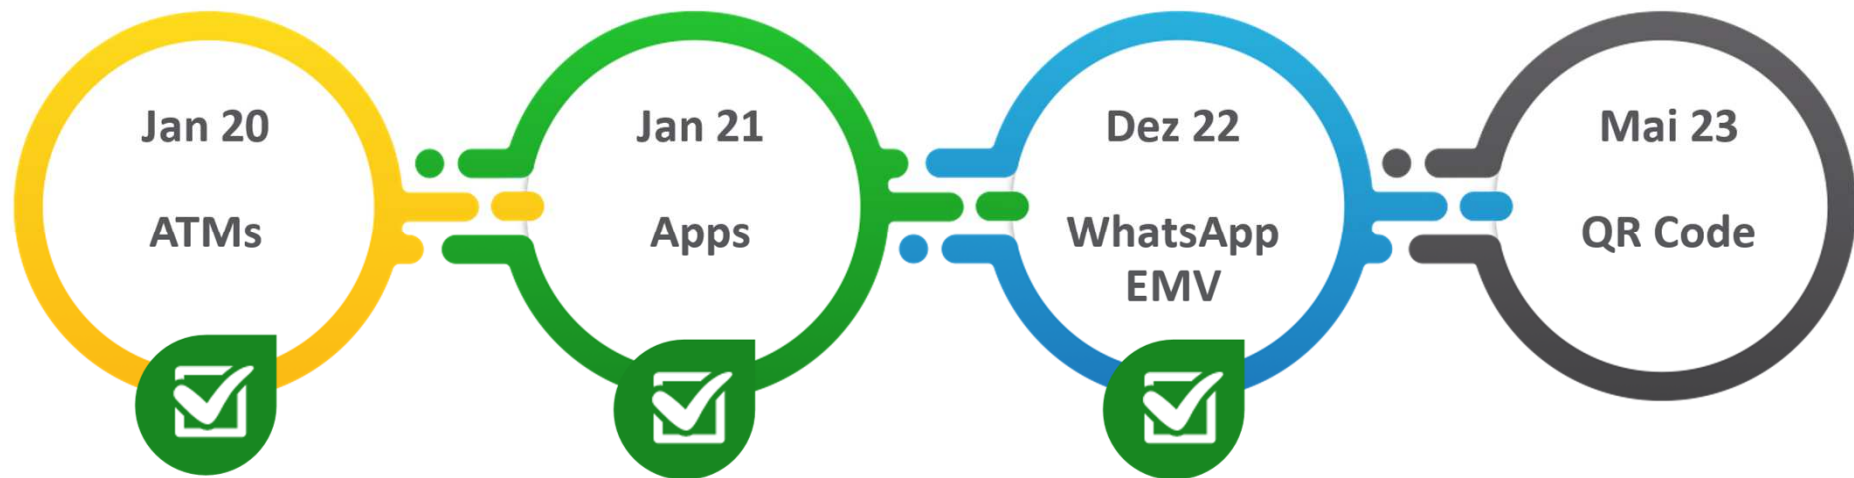 Jan 20
ATMs
Jan 21
Apps
Dez 22
WhatsApp
EMV
Mai 23
QR Code